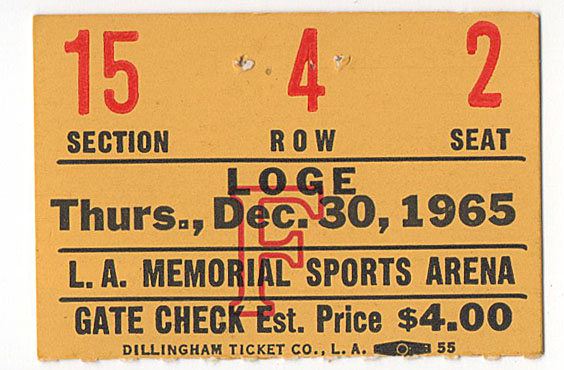 15 4 2
SECTION ROW SEAT
LOGE
F
Thurs., Dec. 30, 1965
L. A. MEMORIAL SPORTS ARENA
GATE CHECK Est. Price $4.00
DILLINGHAM TICKET CO., L. A. 55